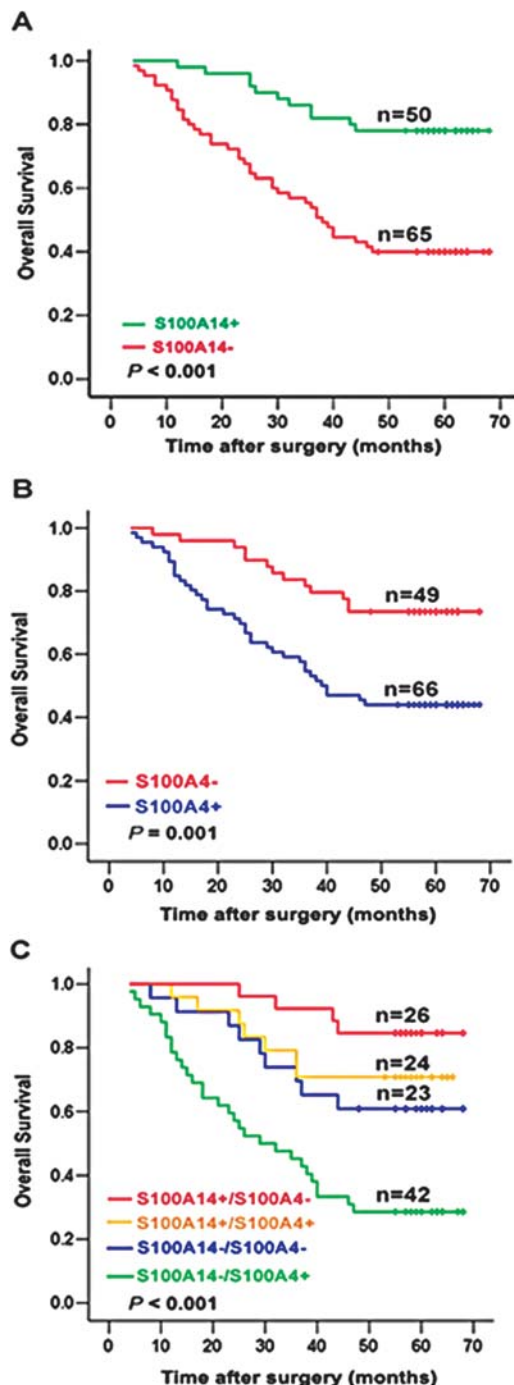 A
1.0
n=50
0.8
0.6
n=65
0.4
0.2
S100A14+
S100A14-
P < 0.001
0.0
Overall Survival
0 10 20 30 40 50 60 70
Time after surgery (months)
B
1.0
n=49
0.8
0.6
n=66
0.4
0.2
S100A4-
S100A4+
P = 0.001
0.0
Overall Survival
0 10 20 30 40 50 60 70
Time after surgery (months)
C
1.0
n=26
0.8
n=24
n=23
0.6
0.4
n=42
S100A14+/S100A4-
S100A14+/S100A4+
0.2
S100A14-/S100A4-
S100A14-/S100A4+
P < 0.001
0.0
Overall Survival
0 10 20 30 40 50 60 70
Time after surgery (months)